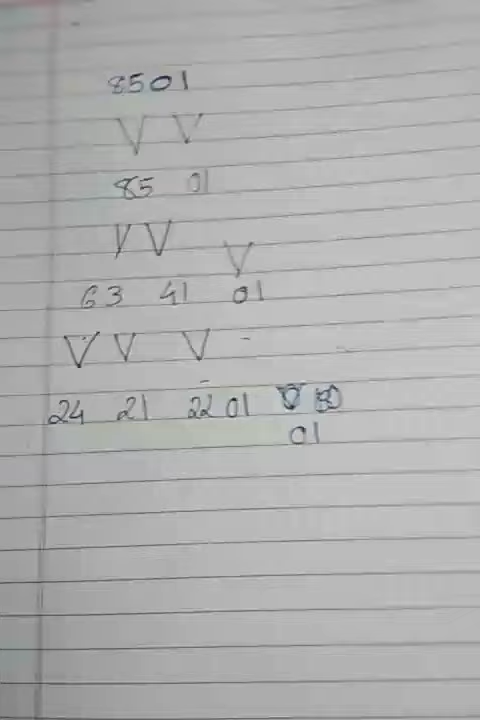 8501
V V
85 01
V V V
63 41 01
V V V -
24 21 22 01 V
01